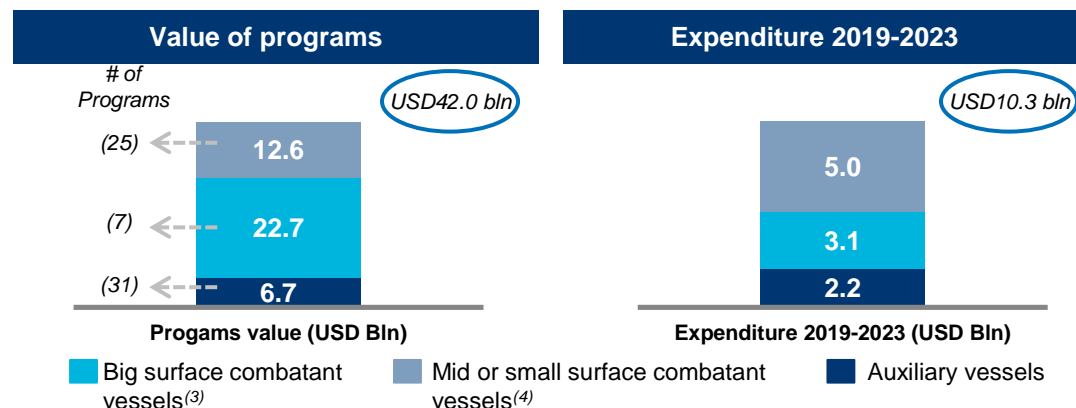 Value of programs
# of
Programs
USD42.0 bln
(25)
12.6
(7)
22.7
(31)
6.7
Progams value (USD Bln)
Expenditure 2019-2023
USD10.3 bln
5.0
3.1
2.2
Expenditure 2019-2023 (USD Bln)
Big surface combatant
vessels(3)
Mid or small surface combatant
vessels(4)
Auxiliary vessels